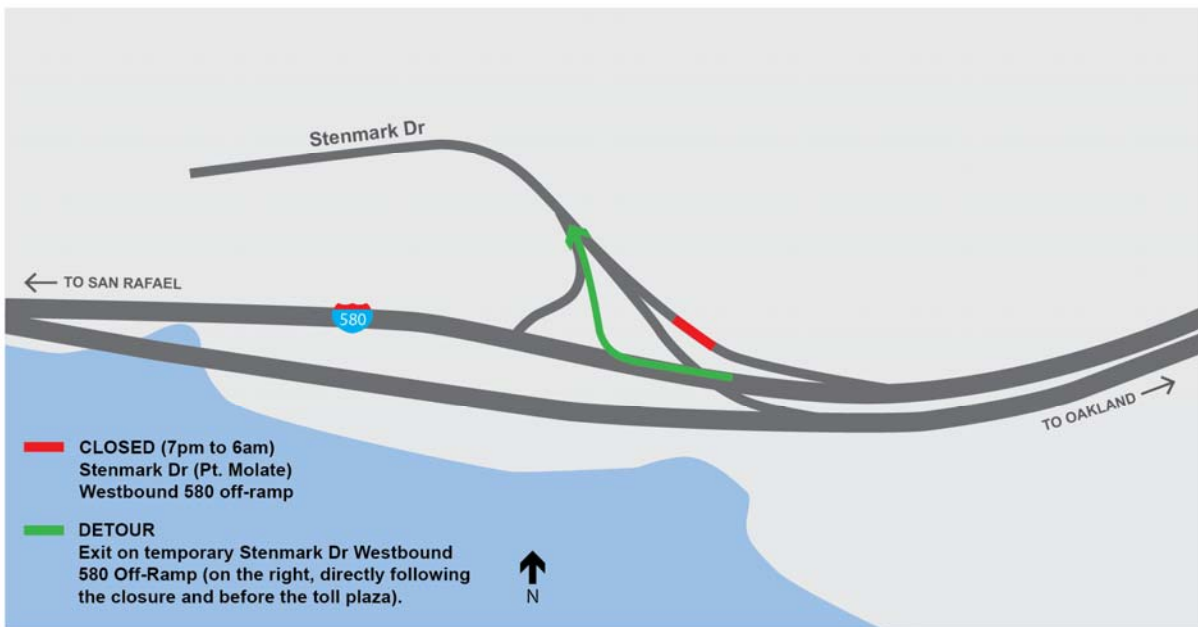 Stenmark Dr
TO SAN RAFAEL
580
TO OAKLAND
CLOSED (7pm to 6am)
Stenmark Dr (Pt. Molate)
Westbound 580 off-ramp
DETOUR
Exit on temporary Stenmark Dr Westbound
580 Off-Ramp (on the right, directly following
the closure and before the toll plaza).
N